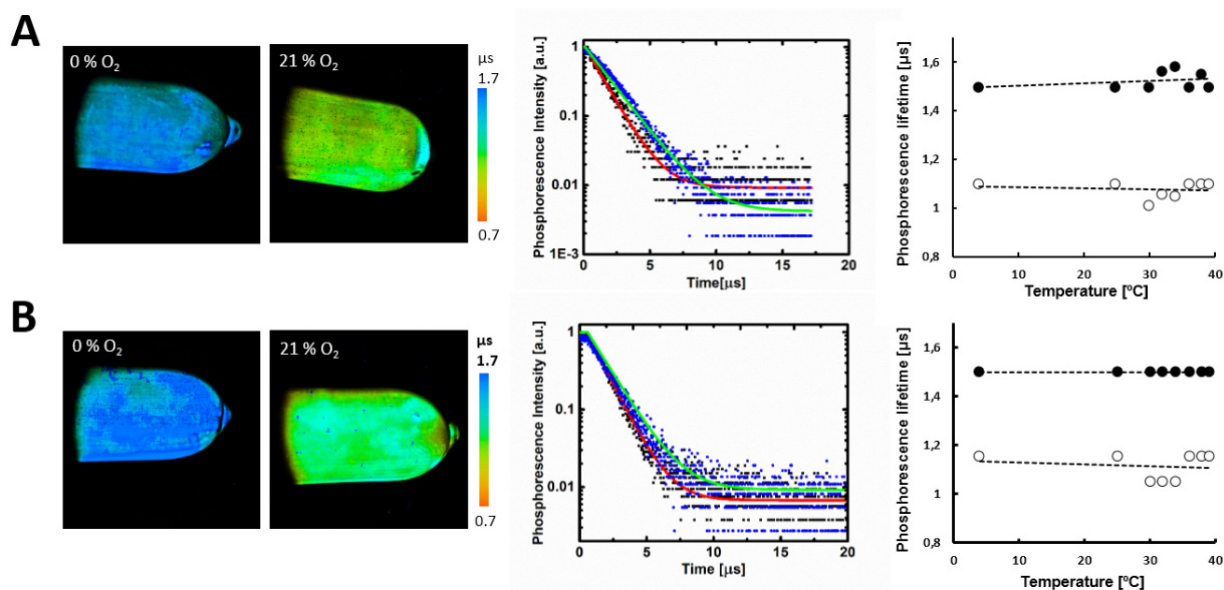 A
0 % O₂
21 % O₂
µs
1.7
0.7
Phosphorescence Intensity [a.u.]
1
0.1
0.01
1E-3
0 5 10 15 20
Time[µs]
Phosphorescence lifetime [µs]
1,6
1,4
1,2
1
0,8
0 10 20 30 40
Temperature [ºC]
B
0 % O₂
21 % O₂
µs
1.7
0.7
Phosphorescence Intensity [a.u.]
1
0.1
0.01
0 5 10 15 20
Time [µs]
Phosphorescence lifetime [µs]
1,6
1,4
1,2
1
0,8
0 10 20 30 40
Temperature [ºC]